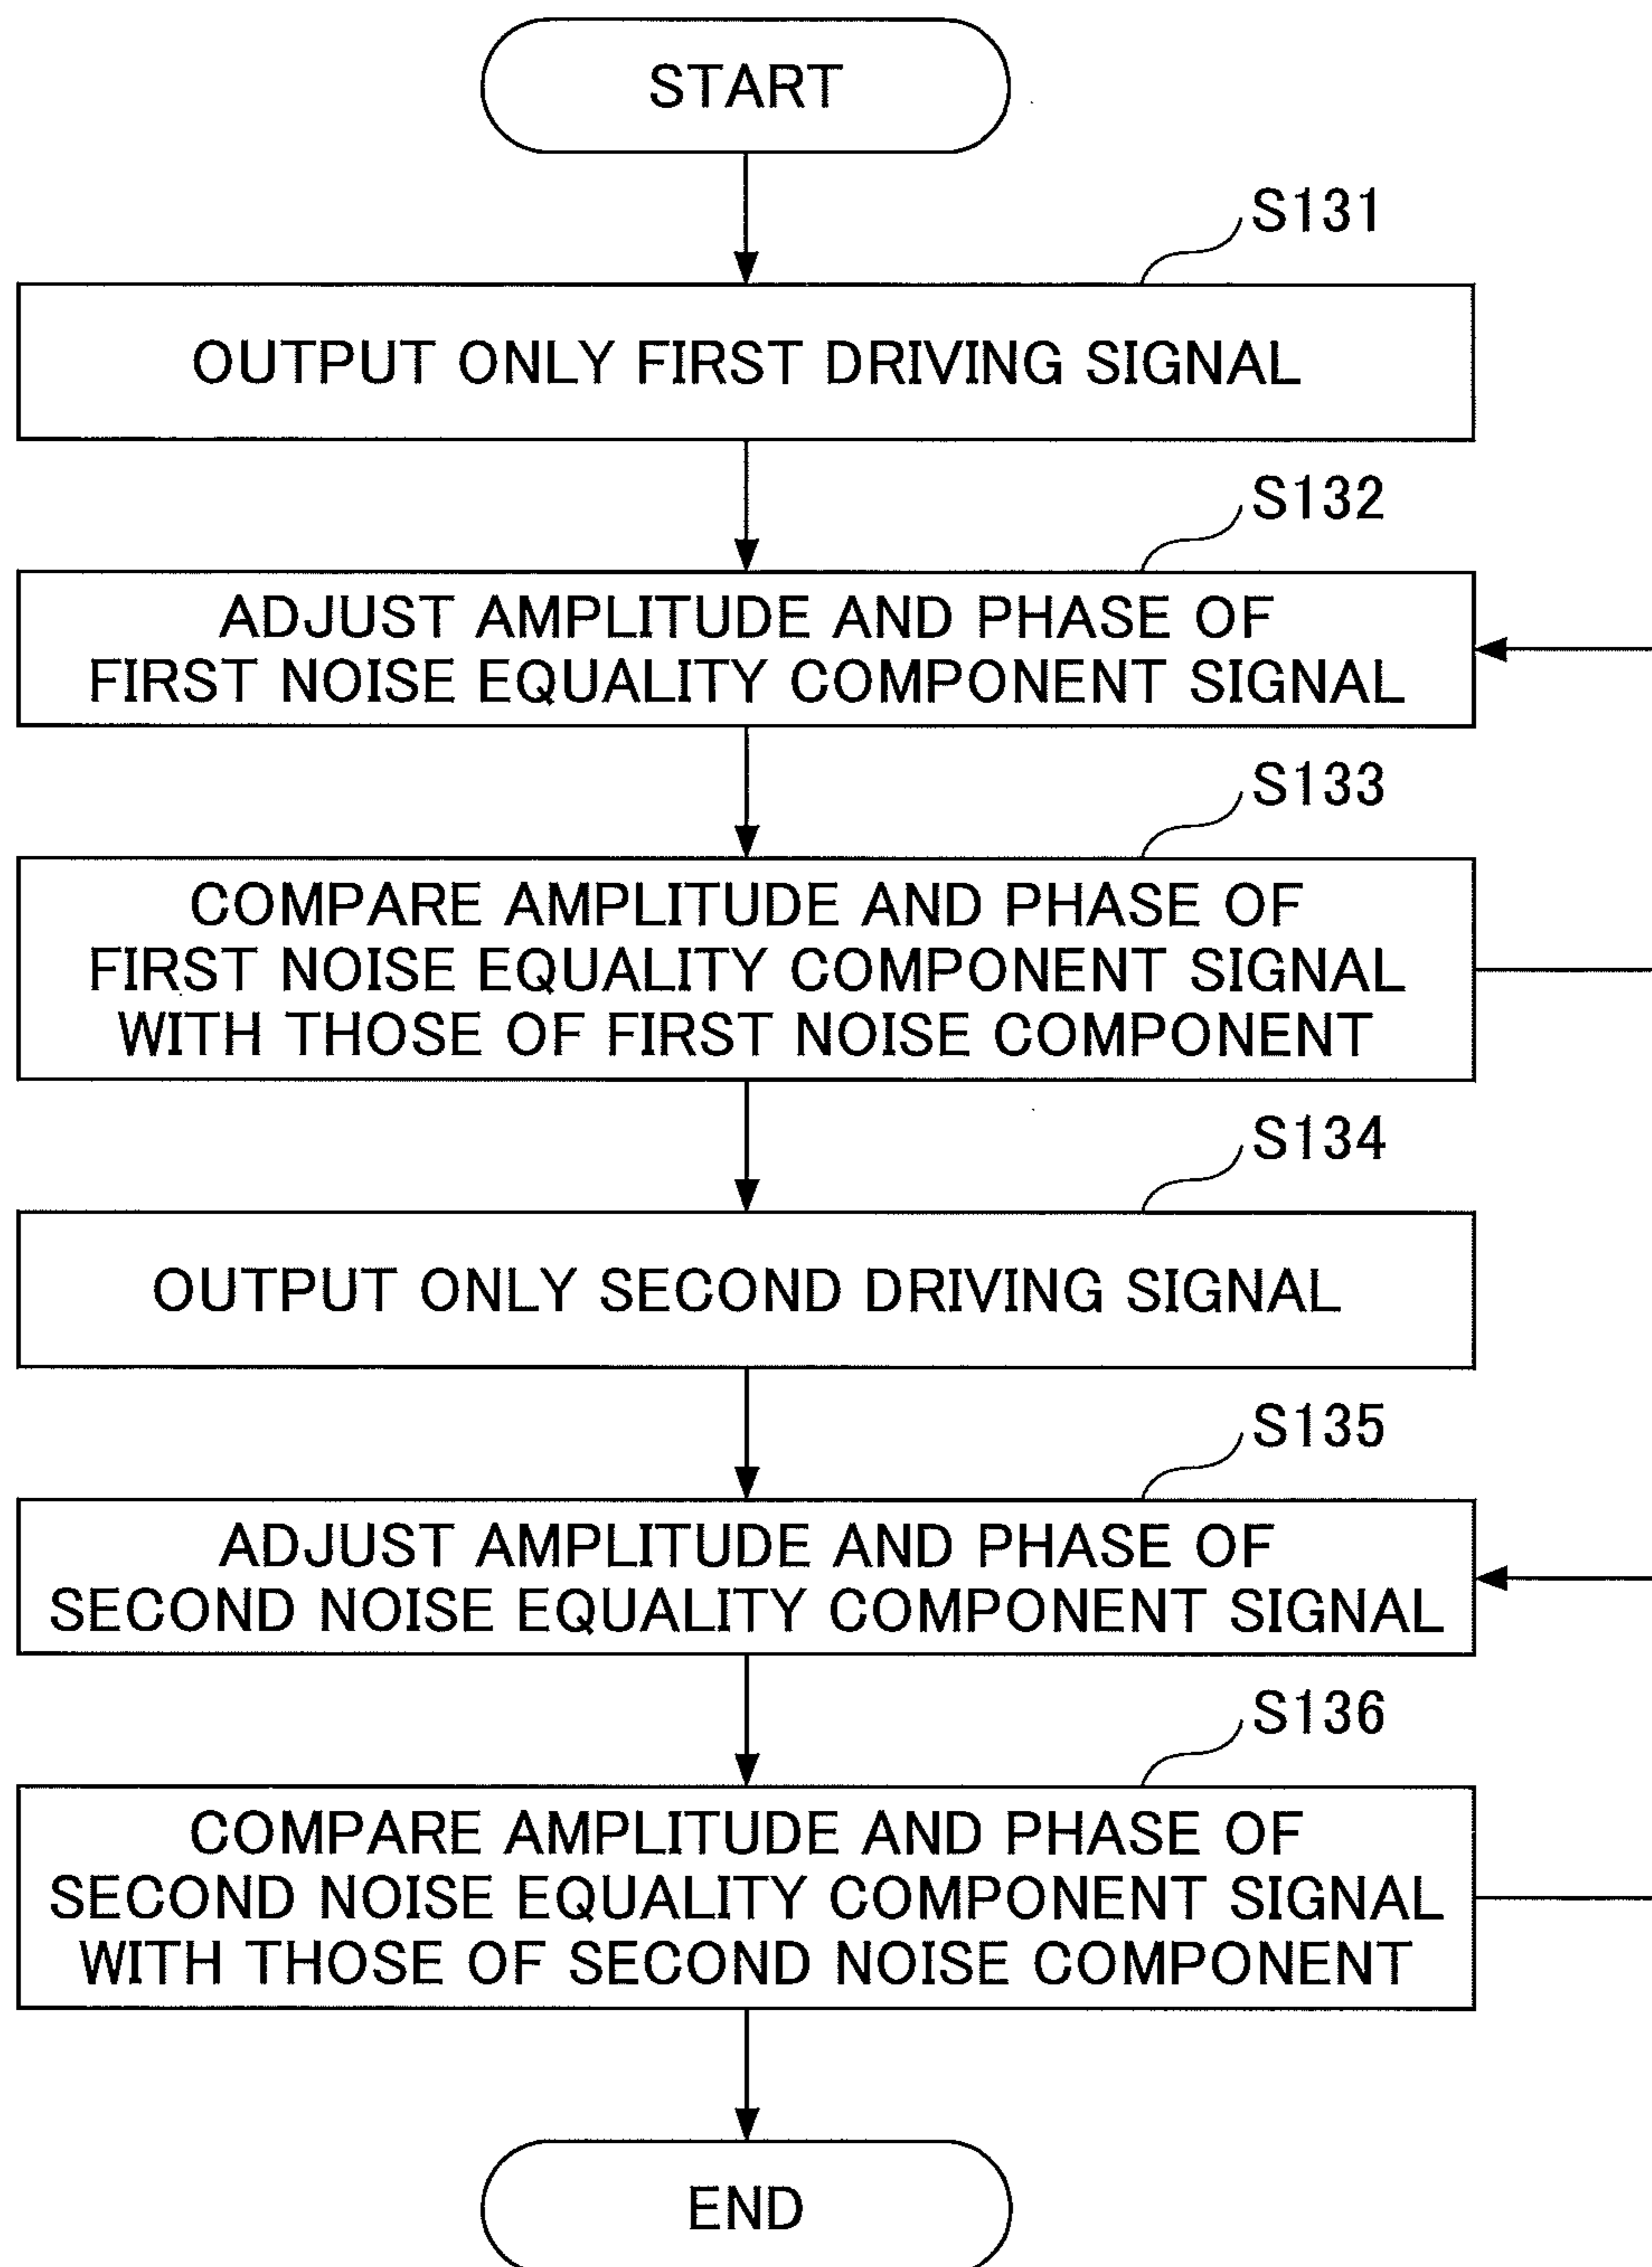 START
S131
OUTPUT ONLY FIRST DRIVING SIGNAL
S132
ADJUST AMPLITUDE AND PHASE OF
FIRST NOISE EQUALITY COMPONENT SIGNAL
S133
COMPARE AMPLITUDE AND PHASE OF
FIRST NOISE EQUALITY COMPONENT SIGNAL
WITH THOSE OF FIRST NOISE COMPONENT
S134
OUTPUT ONLY SECOND DRIVING SIGNAL
S135
ADJUST AMPLITUDE AND PHASE OF
SECOND NOISE EQUALITY COMPONENT SIGNAL
S136
COMPARE AMPLITUDE AND PHASE OF
SECOND NOISE EQUALITY COMPONENT SIGNAL
WITH THOSE OF SECOND NOISE COMPONENT
END